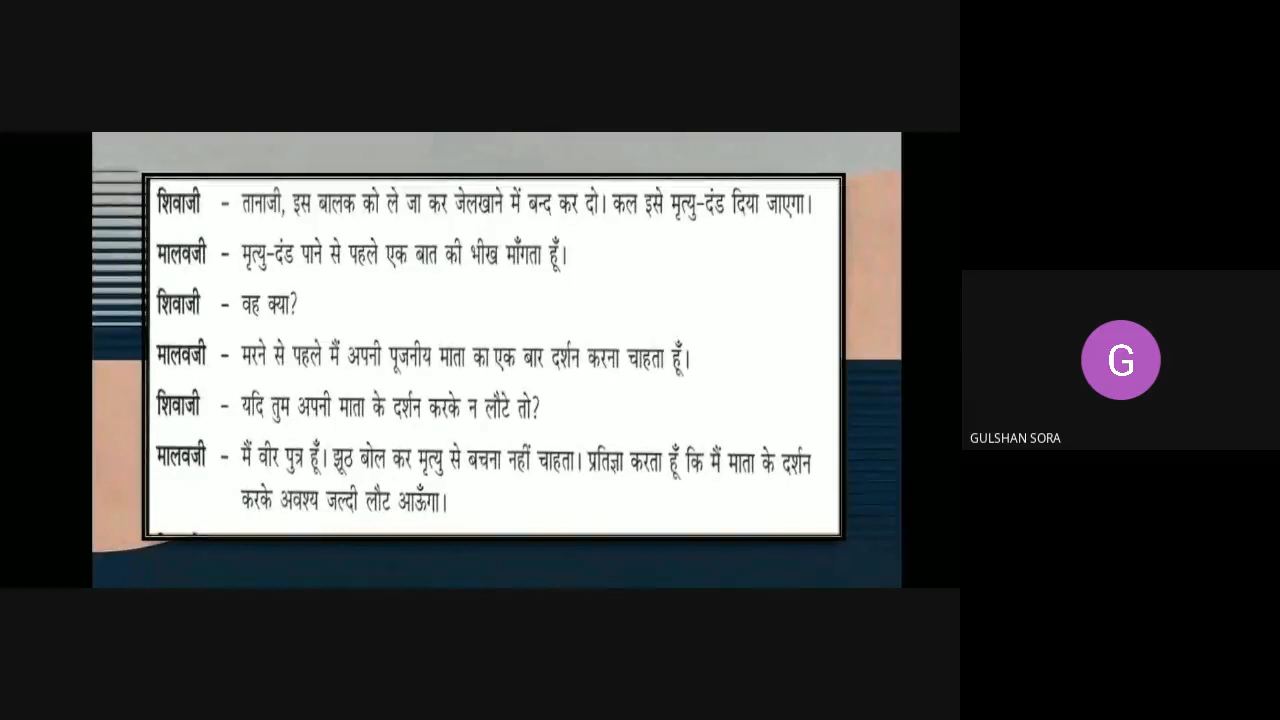 शिवाजी - तानाजी, इस बालक को ले जा कर जेलखाने में बन्द कर दो। कल इसे मृत्यु-दंड दिया जाएगा।
मालवजी - मृत्यु-दंड पाने से पहले एक बात की भीख माँगता हूँ।
शिवाजी - वह क्या?
मालवजी - मरने से पहले मैं अपनी पूजनीय माता का एक बार दर्शन करना चाहता हूँ।
शिवाजी - यदि तुम अपनी माता के दर्शन करके न लौटे तो?
मालवजी - मैं वीर पुत्र हूँ। झूठ बोल कर मृत्यु से बचना नहीं चाहता। प्रतिज्ञा करता हूँ कि मैं माता के दर्शन
करके अवश्य जल्दी लौट आऊँगा।
G
GULSHAN SORA